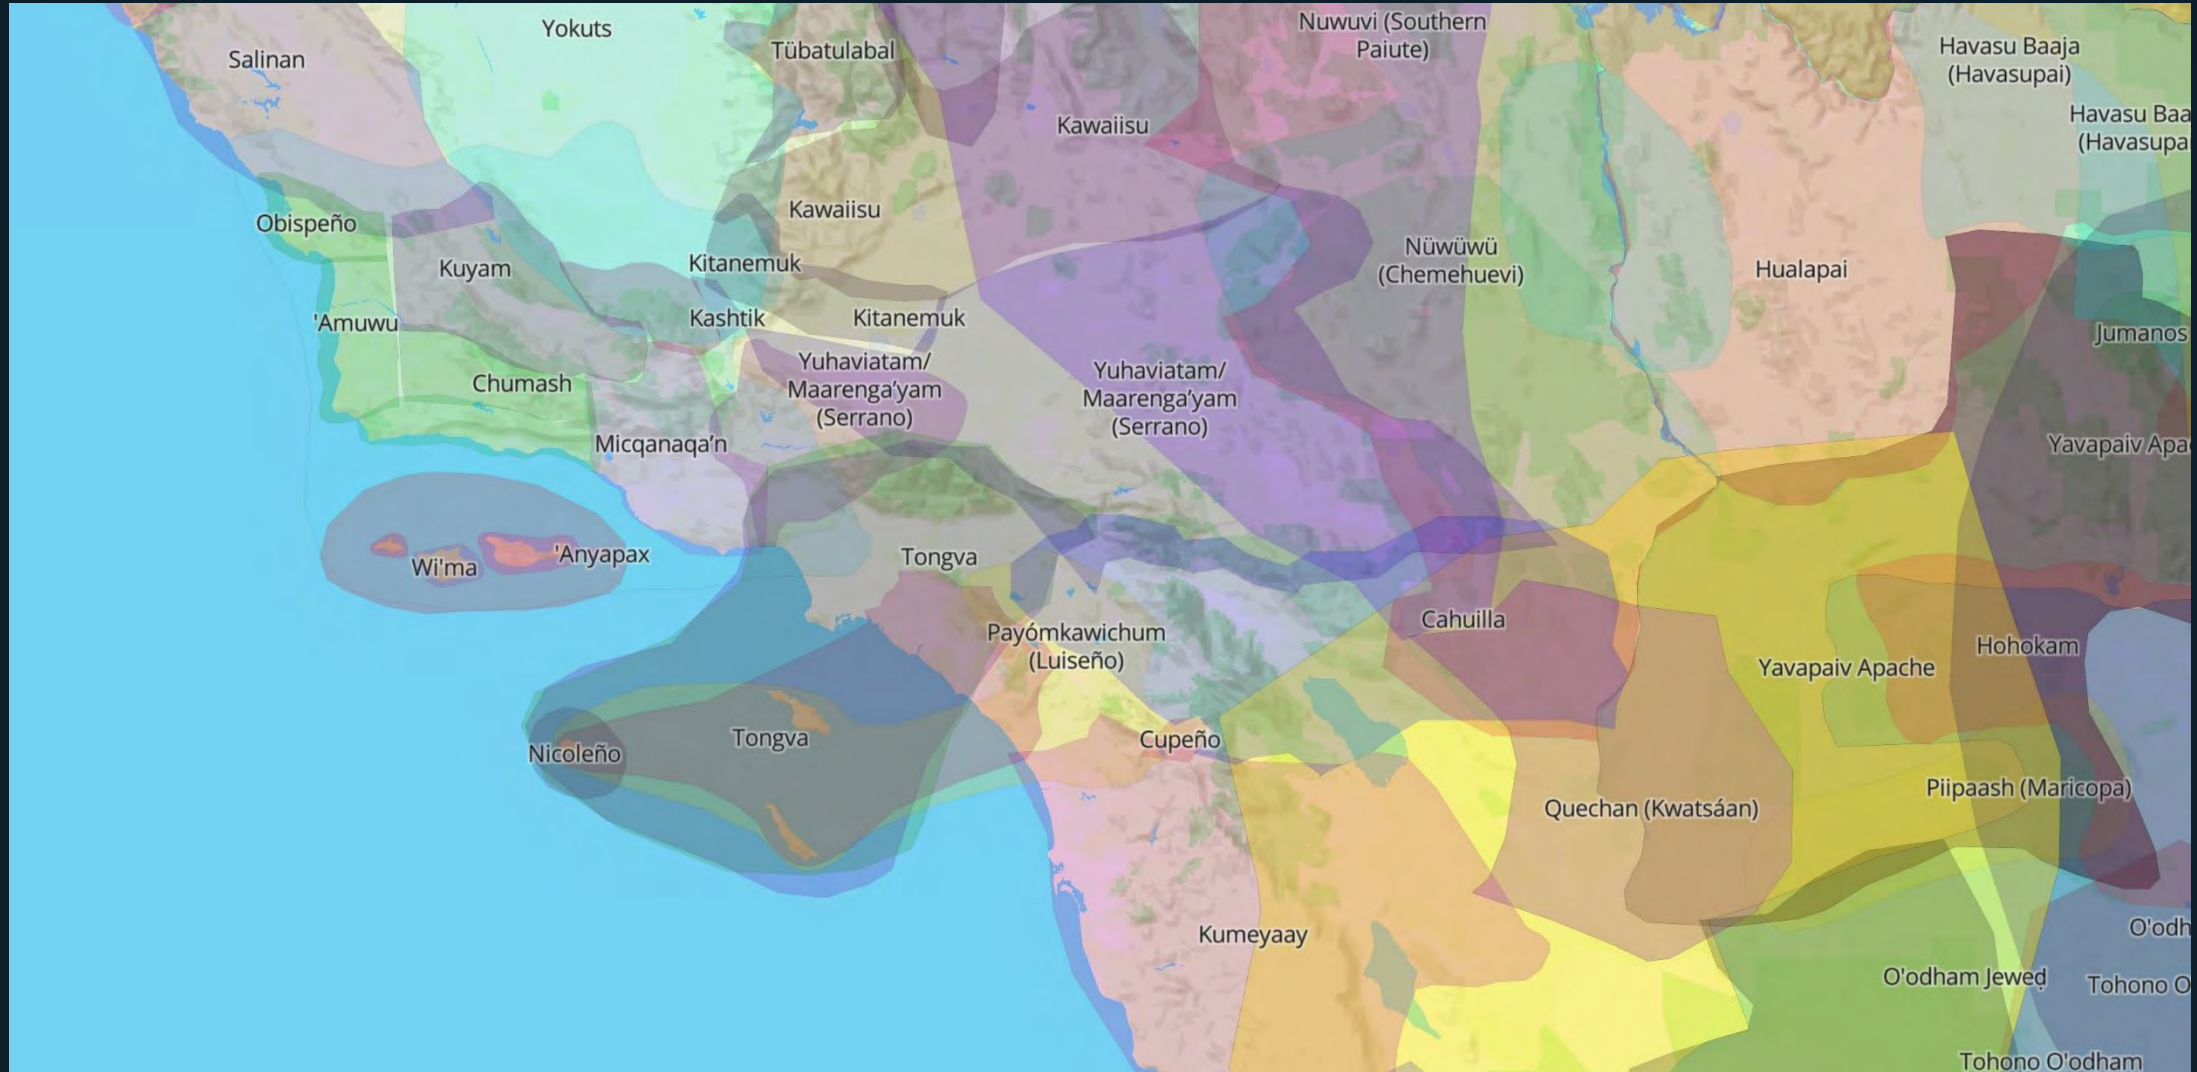 Yokuts
Salinan
Tübatulabal
Nuwuvi (Southern
Paiute)
Havasu Baaja
(Havasupai)
Havasu Baa
(Havasupa
Kawaiisu
Obispeño
Kawaiisu
Kuyam
Kitanemuk
Nüwüwü
(Chemehuevi)
Hualapai
'Amuwu
Kashtik
Kitanemuk
Jumanos
Chumash
Yuhaviatam/
Maarenga’yam
(Serrano)
Yuhaviatam/
Maarenga’yam
(Serrano)
Micqanaqa’n
Yavapaiv Apa
Wi'ma
'Anyapax
Tongva
Payómkawichum
(Luiseño)
Cahuilla
Hohokam
Yavapaiv Apache
Nicoleño
Tongva
Cupeño
Quechan (Kwatsáan)
Piipaash (Maricopa)
Kumeyaay
O'odh
O'odham Jeweḍ
Tohono O
Tohono O'odham